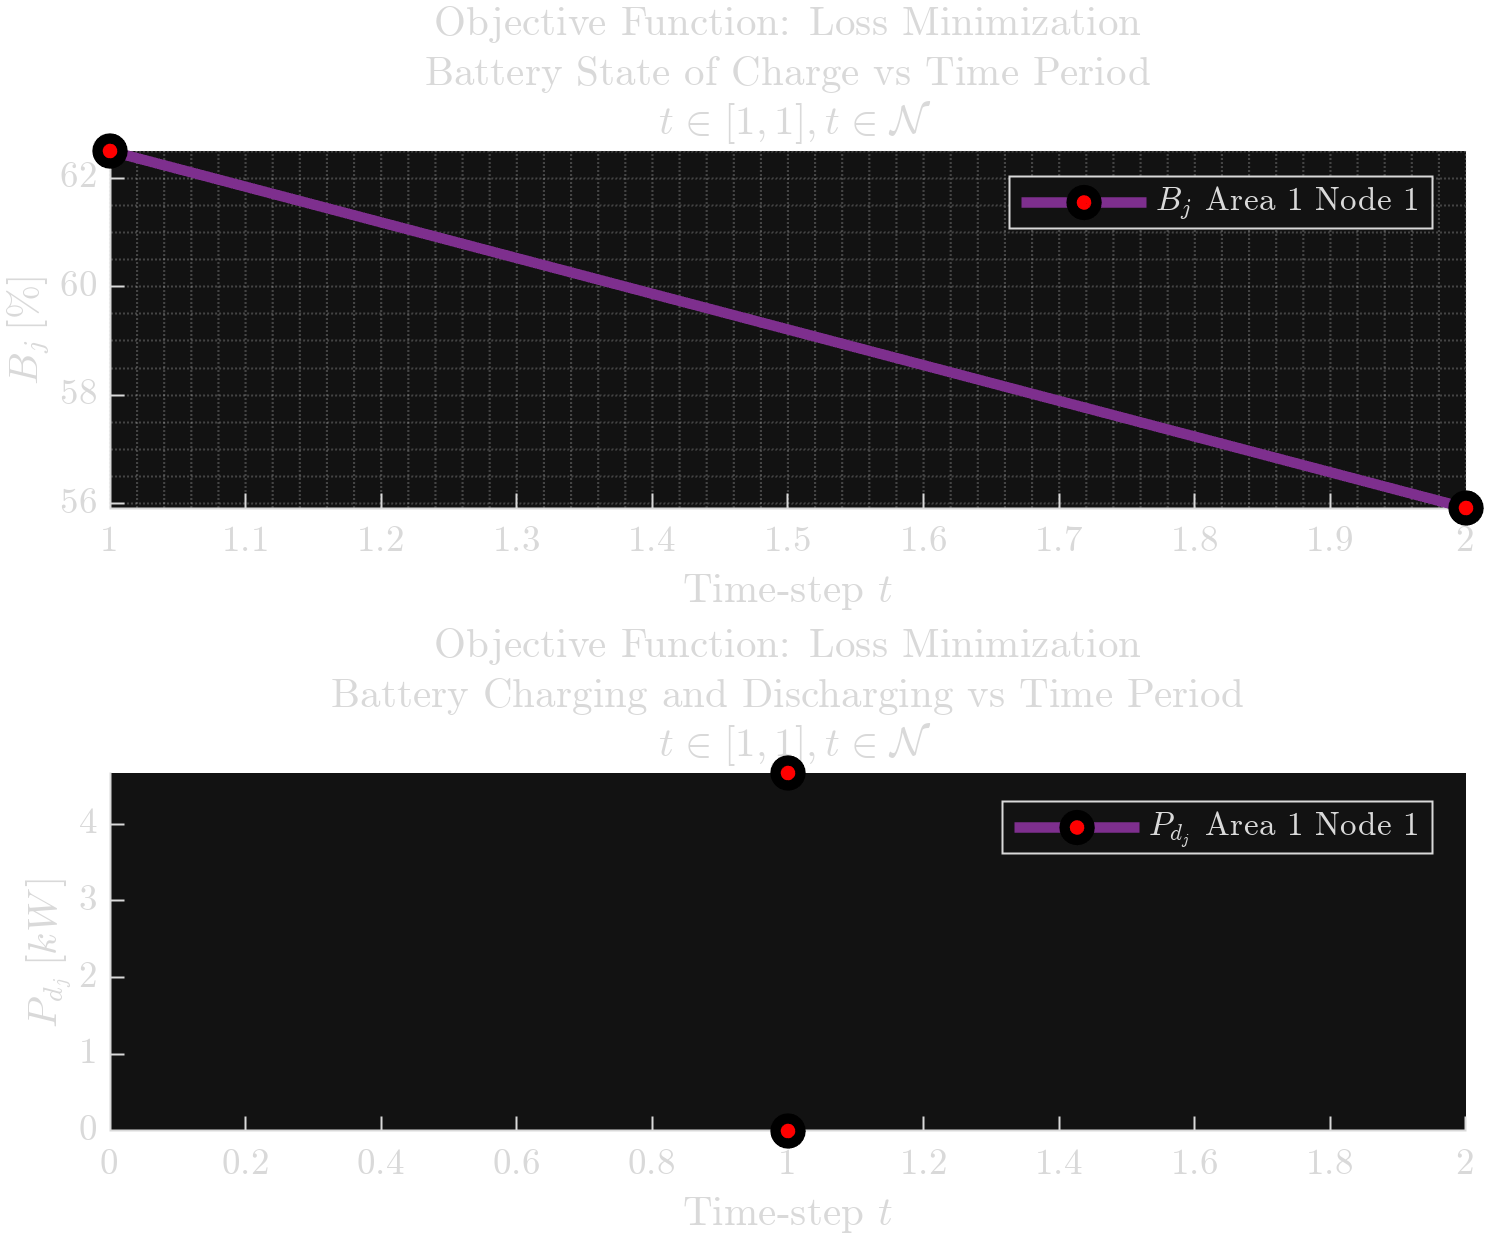 Objective Function: Loss Minimization
Battery State of Charge vs Time Period
t ∈ [1, 1], t ∈ 𝒩
B_j [%]
62
60
58
56
B_j Area 1 Node 1
1 1.1 1.2 1.3 1.4 1.5 1.6 1.7 1.8 1.9 2
Time-step t
Objective Function: Loss Minimization
Battery Charging and Discharging vs Time Period
t ∈ [1, 1], t ∈ 𝒩
P_{d_j} [kW]
4
3
2
1
0
P_{d_j} Area 1 Node 1
0 0.2 0.4 0.6 0.8 1 1.2 1.4 1.6 1.8 2
Time-step t